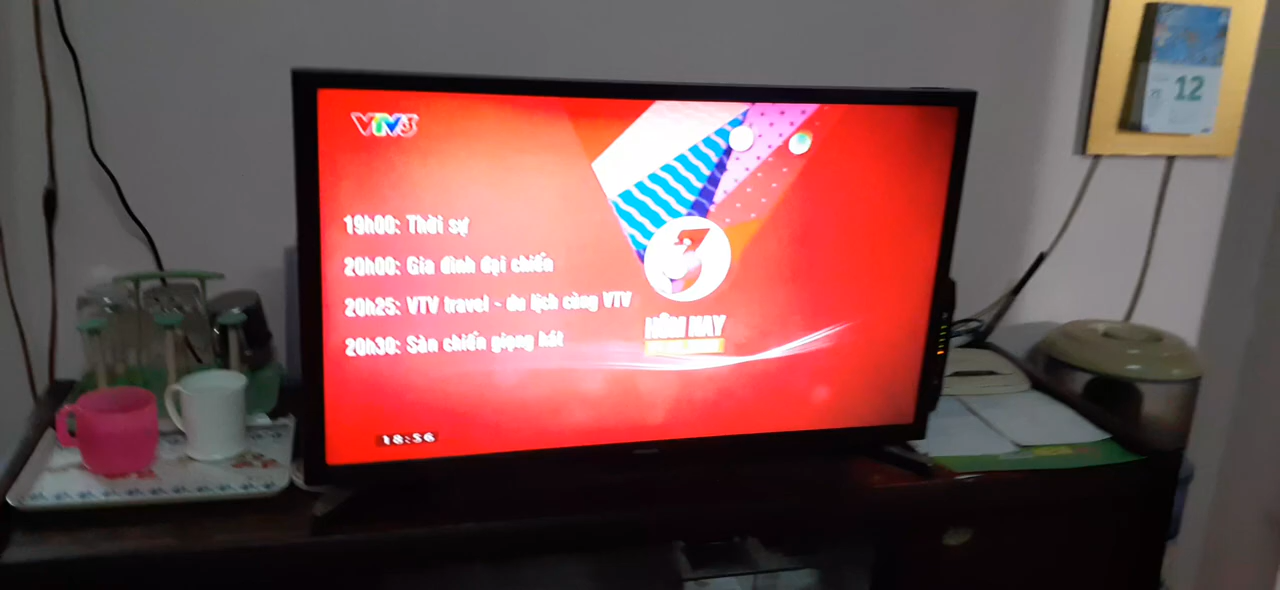 VTV3
19h00: Thời sự
20h00: Gia đình đại chiến
20h25: VTV travel - du lịch cùng VTV
20h30: Sàn chiến giọng hát
3
HÔM NAY
18:56
12